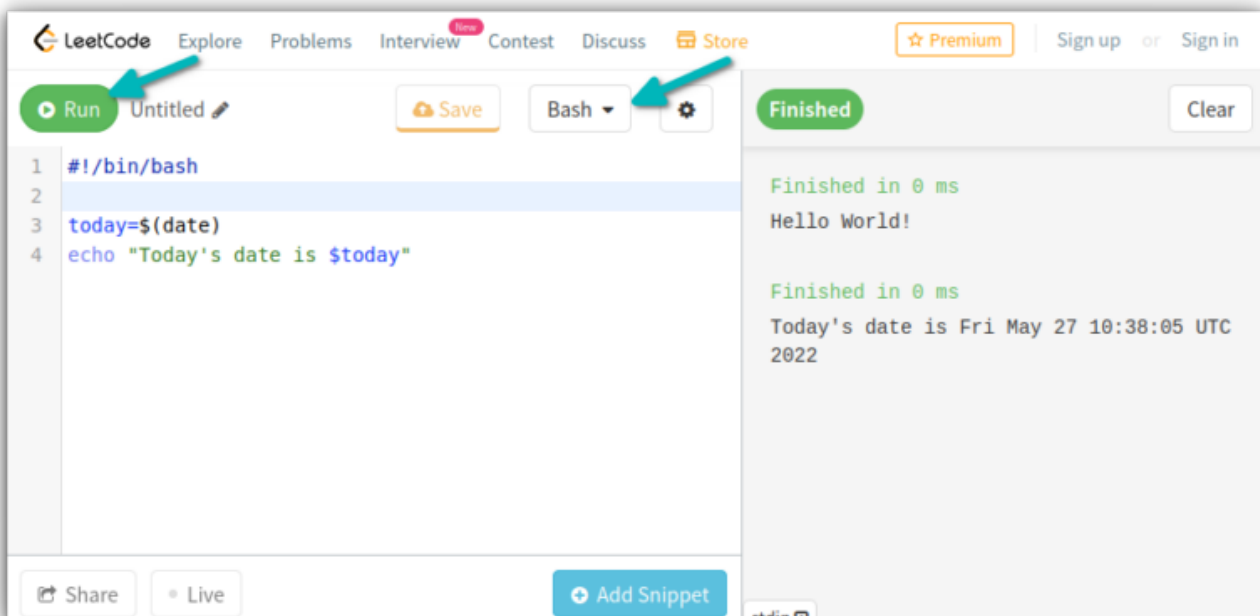 LeetCode Explore Problems Interview New Contest Discuss Store Premium Sign up or Sign in
Run Untitled Save Bash
1 #!/bin/bash
2
3 today=$(date)
4 echo "Today's date is $today"
Share Live Add Snippet
Finished Clear
Finished in 0 ms
Hello World!
Finished in 0 ms
Today's date is Fri May 27 10:38:05 UTC
2022